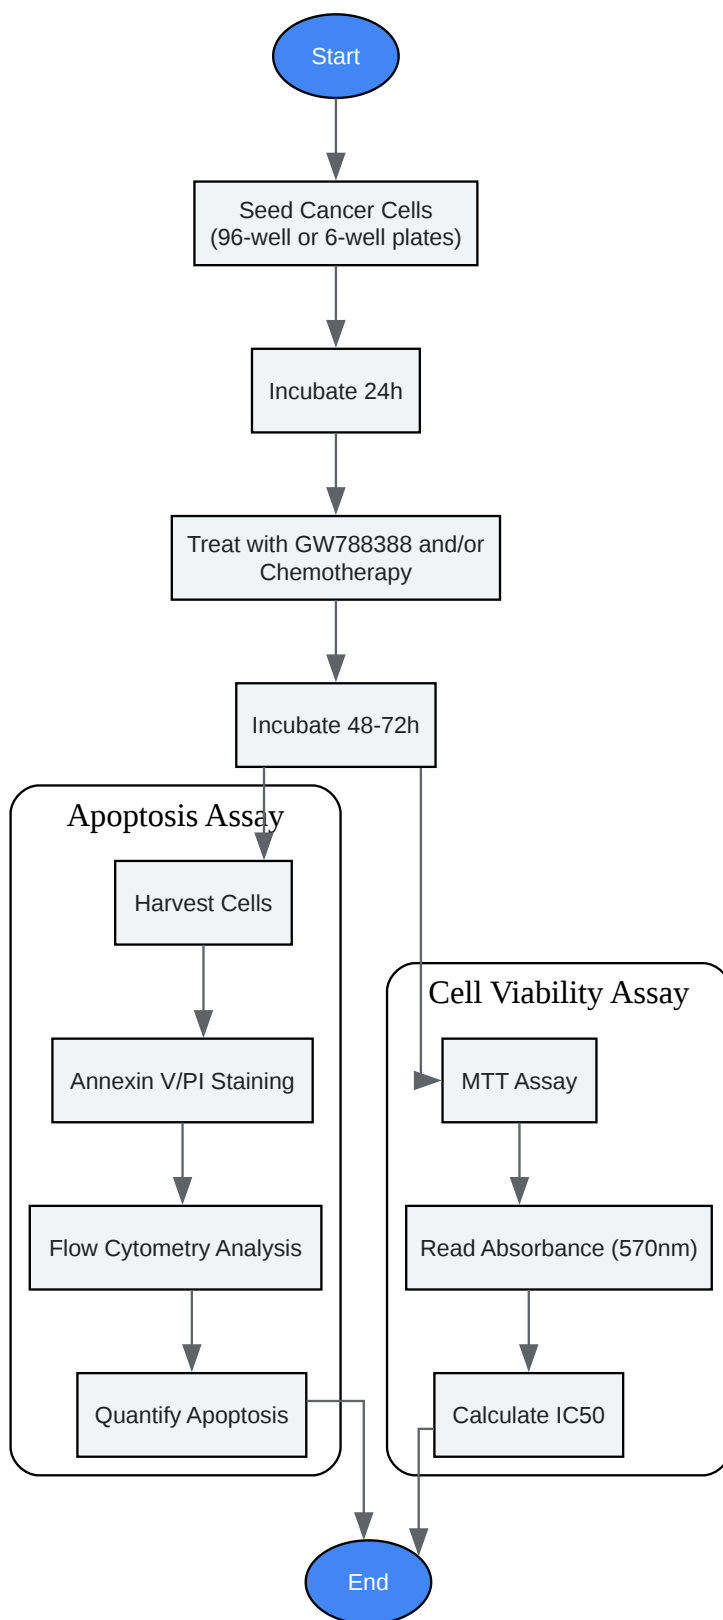 Start
Seed Cancer Cells
(96-well or 6-well plates)
Incubate 24h
Treat with GW788388 and/or
Chemotherapy
Incubate 48-72h
Apoptosis Assay
Harvest Cells
Annexin V/PI Staining
Flow Cytometry Analysis
Quantify Apoptosis
Cell Viability Assay
MTT Assay
Read Absorbance (570nm)
Calculate IC50
End